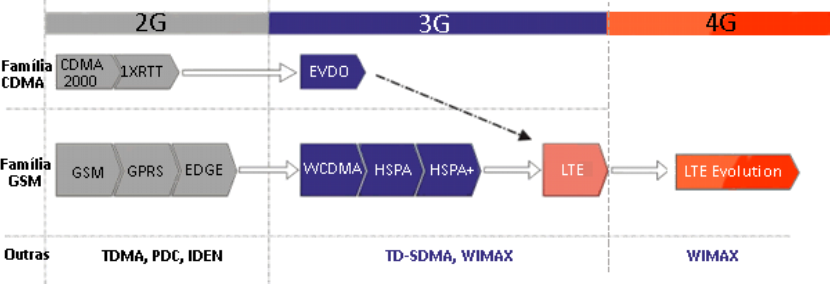 2G 3G 4G
Família
CDMA
CDMA
2000
1XRTT
EVDO
Família
GSM
GSM GPRS EDGE WCDMA HSPA HSPA+ LTE LTE Evolution
Outras TDMA, PDC, IDEN TD-SDMA, WIMAX WIMAX